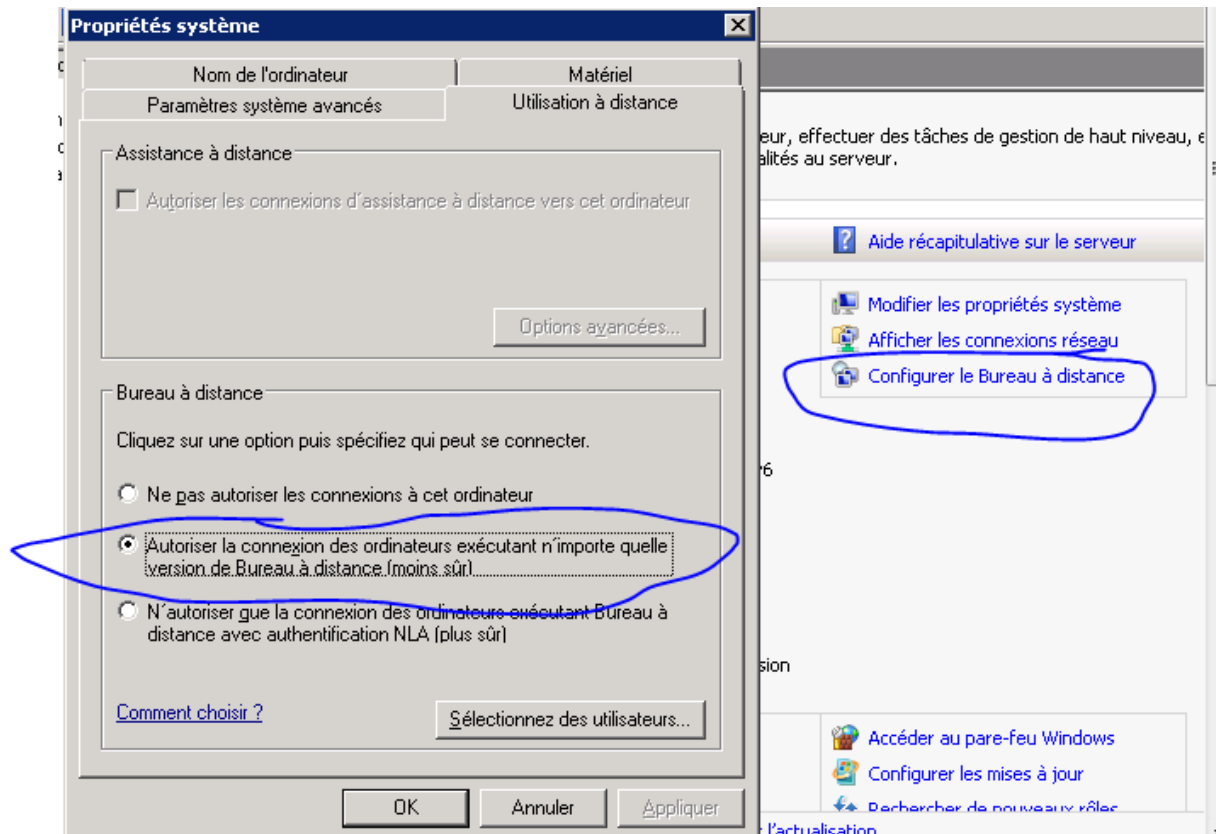 Propriétés système
Nom de l'ordinateur
Matériel
Paramètres système avancés
Utilisation à distance
Assistance à distance
Autoriser les connexions d'assistance à distance vers cet ordinateur
Options avancées...
Bureau à distance
Cliquez sur une option puis spécifiez qui peut se connecter.
Ne pas autoriser les connexions à cet ordinateur
Autoriser la connexion des ordinateurs exécutant n'importe quelle
version de Bureau à distance (moins sûr)
N'autoriser que la connexion des ordinateurs exécutant Bureau à
distance avec authentification NLA (plus sûr)
Comment choisir ?
Sélectionnez des utilisateurs...
OK
Annuler
Appliquer
effectuer des tâches de gestion de haut niveau,
au serveur.
Aide récapitulative sur le serveur
Modifier les propriétés système
Afficher les connexions réseau
Configurer le Bureau à distance
Accéder au pare-feu Windows
Configurer les mises à jour
Rechercher de nouveaux rôles
l'actualisation